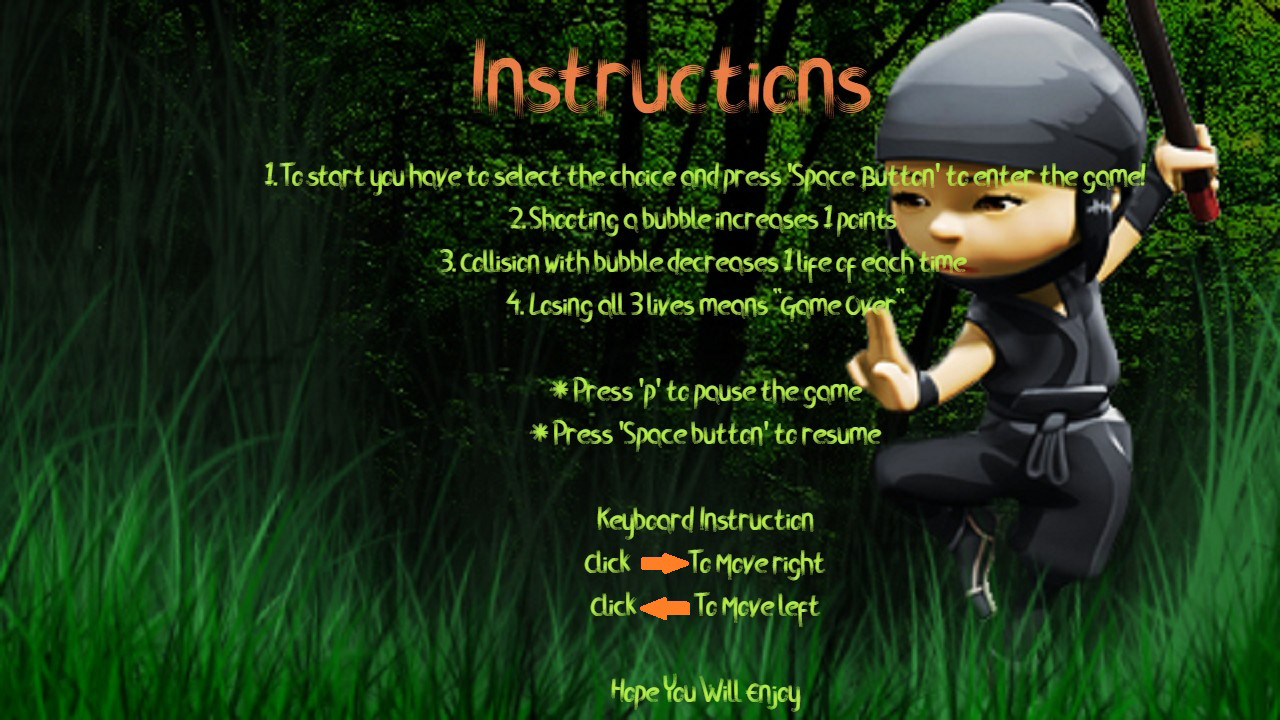 Instructions
1. To start you have to select the choice and press 'Space Button' to enter the game!
2. Shooting a bubble increases 1 points
3. Collision with bubble decreases 1 life of each time
4. Losing all 3 lives means "Game Over"
* Press 'p' to pause the game
* Press 'Space button' to resume
Keyboard Instruction
Click To Move right
Click To Move left
Hope You Will Enjoy